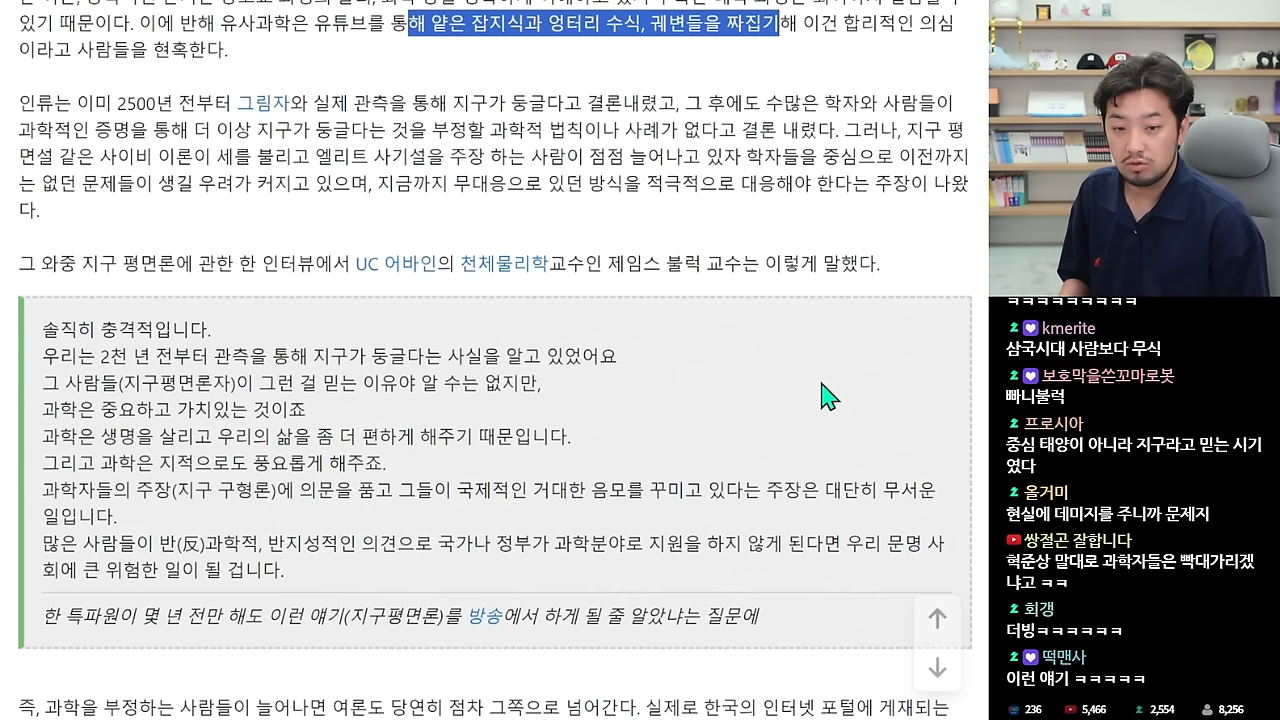 있기 때문이다. 이에 반해 유사과학은 유튜브를 통해 얕은 잡지식과 엉터리 수식, 궤변들을 짜집기해 이건 합리적인 의심
이라고 사람들을 현혹한다.
인류는 이미 2500년 전부터 그림자와 실제 관측을 통해 지구가 둥글다고 결론내렸고, 그 후에도 수많은 학자와 사람들이
과학적인 증명을 통해 더 이상 지구가 둥글다는 것을 부정할 과학적 법칙이나 사례가 없다고 결론 내렸다. 그러나, 지구 평
면설 같은 사이비 이론이 세를 불리고 엘리트 사기설을 주장 하는 사람이 점점 늘어나고 있자 학자들을 중심으로 이전까지
는 없던 문제들이 생길 우려가 커지고 있으며, 지금까지 무대응으로 있던 방식을 적극적으로 대응해야 한다는 주장이 나왔
다.
그 와중 지구 평면론에 관한 한 인터뷰에서 UC 어바인의 천체물리학교수인 제임스 불럭 교수는 이렇게 말했다.
솔직히 충격적입니다.
우리는 2천 년 전부터 관측을 통해 지구가 둥글다는 사실을 알고 있었어요
그 사람들(지구평면론자)이 그런 걸 믿는 이유야 알 수는 없지만,
과학은 중요하고 가치있는 것이죠
과학은 생명을 살리고 우리의 삶을 좀 더 편하게 해주기 때문입니다.
그리고 과학은 지적으로도 풍요롭게 해주죠.
과학자들의 주장(지구 구형론)에 의문을 품고 그들이 국제적인 거대한 음모를 꾸미고 있다는 주장은 대단히 무서운
일입니다.
많은 사람들이 반(反)과학적, 반지성적인 의견으로 국가나 정부가 과학분야로 지원을 하지 않게 된다면 우리 문명 사
회에 큰 위험한 일이 될 겁니다.
한 특파원이 몇 년 전만 해도 이런 얘기(지구평면론)를 방송에서 하게 될 줄 알았냐는 질문에
즉, 과학을 부정하는 사람들이 늘어나면 여론도 당연히 점차 그쪽으로 넘어간다. 실제로 한국의 인터넷 포털에 게재되는
ㅋㅋㅋㅋㅋㅋㅋㅋㅋ
kmerite
삼국시대 사람보다 무식
보호막을쓴꼬마로봇
빠니불럭
프로시아
중심 태양이 아니라 지구라고 믿는 시기
였다
올거미
현실에 데미지를 주니까 문제지
쌍절곤 잘합니다
혁준상 말대로 과학자들은 빡대가리겠
냐고 ㅋㅋ
회갱
더빙ㅋㅋㅋㅋㅋㅋ
떡맨사
이런 얘기 ㅋㅋㅋㅋㅋ
236 5,466 2,554 8,256